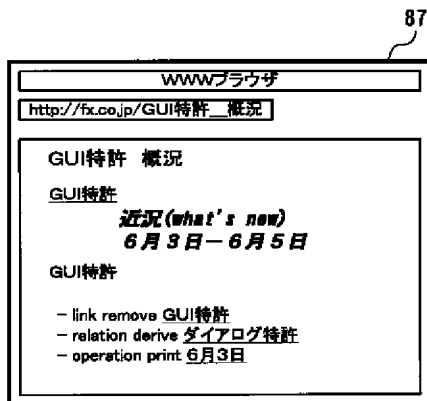 87
WWWブラウザ
http://fx.co.jp/GUI特許__概況
GUI特許 概況
GUI特許
近況(what's new)
6月3日－6月5日
GUI特許
- link remove GUI特許
- relation derive ダイアログ特許
- operation print 6月3日